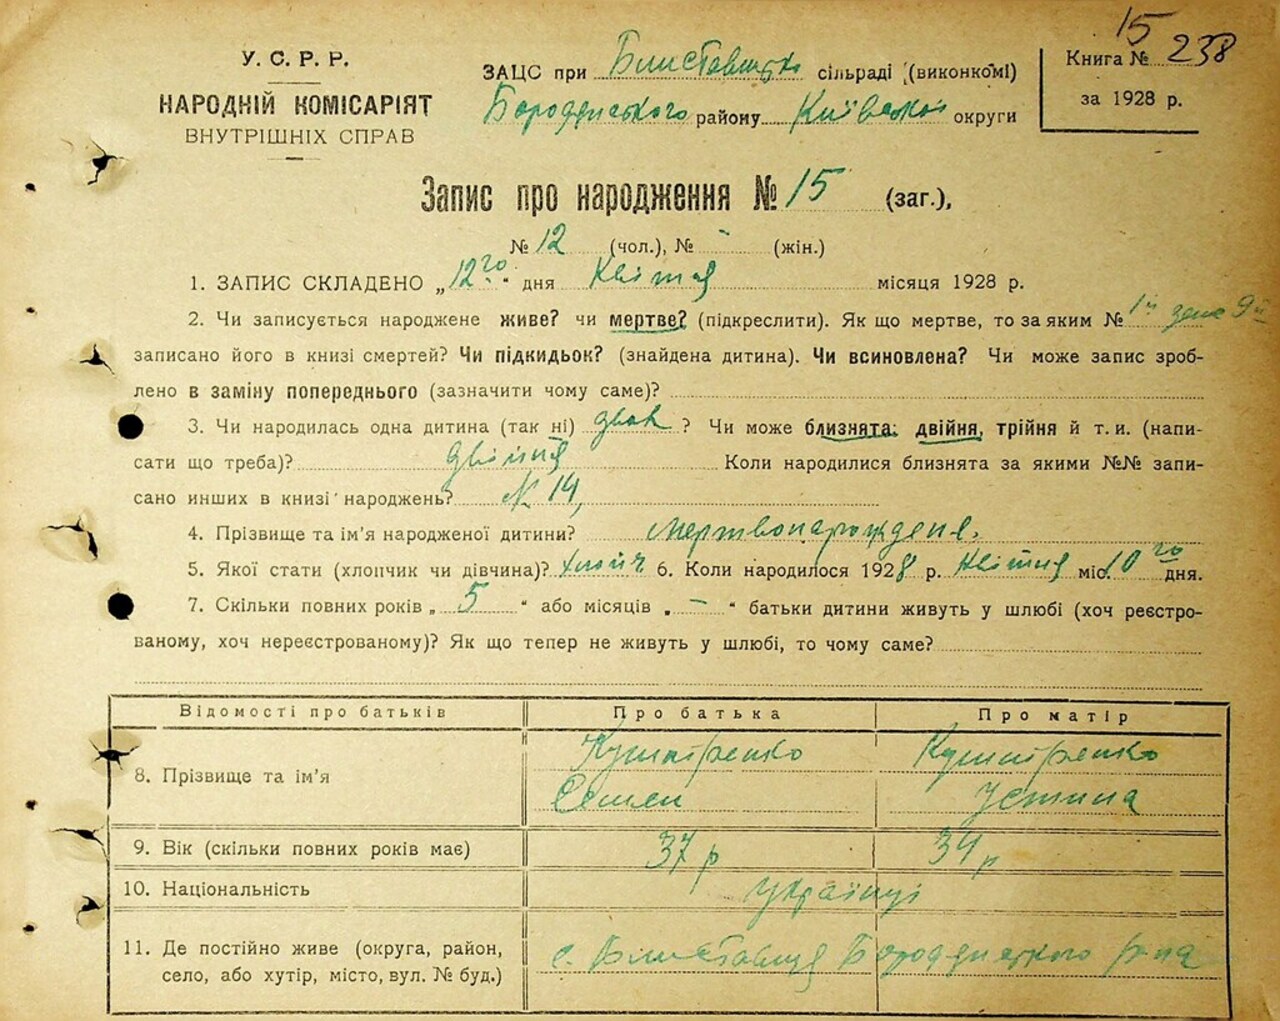 15
238
У. С. Р. Р.
НАРОДНІЙ КОМІСАРІЯТ
ВНУТРІШНІХ СПРАВ
ЗАЦС при Блиставицко сільраді (виконкомі)
Бородянського району Київської округи
Книга №
за 1928 р.
Запис про народження № 15 (заг.),
№ 12 (чол.), № - (жін.)
1. ЗАПИС СКЛАДЕНО „12го" дня Квітня місяця 1928 р.
2. Чи записується народжене живе? чи мертве? (підкреслити). Як що мертве, то за яким №
записано його в книзі смертей? Чи підкидьок? (знайдена дитина). Чи всиновлена? Чи може запис зроб-
лено в заміну попереднього (зазначити чому саме)?
3. Чи народилась одна дитина (так ні) двох? Чи може близнята: двійня, трійня й т. и. (напи-
сати що треба)? двійня Коли народилися близнята за якими №№ запи-
сано инших в книзі народжень? № 14,
4. Прізвище та ім'я народженої дитини? мертворожденне.
5. Якої стати (хлопчик чи дівчина)? хлопч 6. Коли народилося 1928 р. Квітня міс. 10го дня.
7. Скільки повних років „ 5 " або місяців „ - " батьки дитини живуть у шлюбі (хоч реєстро-
ваному, хоч нереєстрованому)? Як що тепер не живуть у шлюбі, то чому саме?
Відомості про батьків Про батька Про матір
8. Прізвище та ім'я
Кушніренко Кушніренко
Семен Устина
9. Вік (скільки повних років має) 37 р 34 р
10. Національність українці
11. Де постійно живе (округа, район,
село, або хутір, місто, вул. № буд.)
с. Блиставиця Бородянського р-на